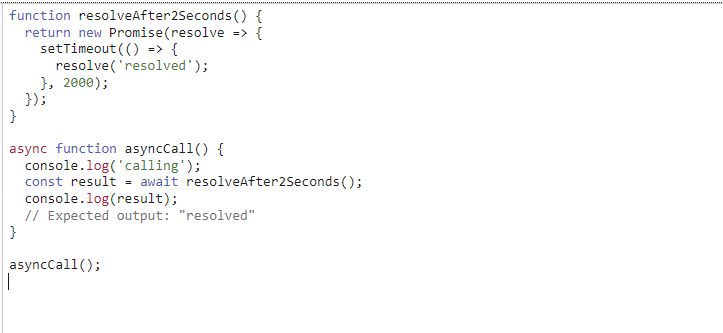 function resolveAfter2Seconds() {
  return new Promise(resolve => {
    setTimeout(() => {
      resolve('resolved');
    }, 2000);
  });
}

async function asyncCall() {
  console.log('calling');
  const result = await resolveAfter2Seconds();
  console.log(result);
  // Expected output: "resolved"
}

asyncCall();